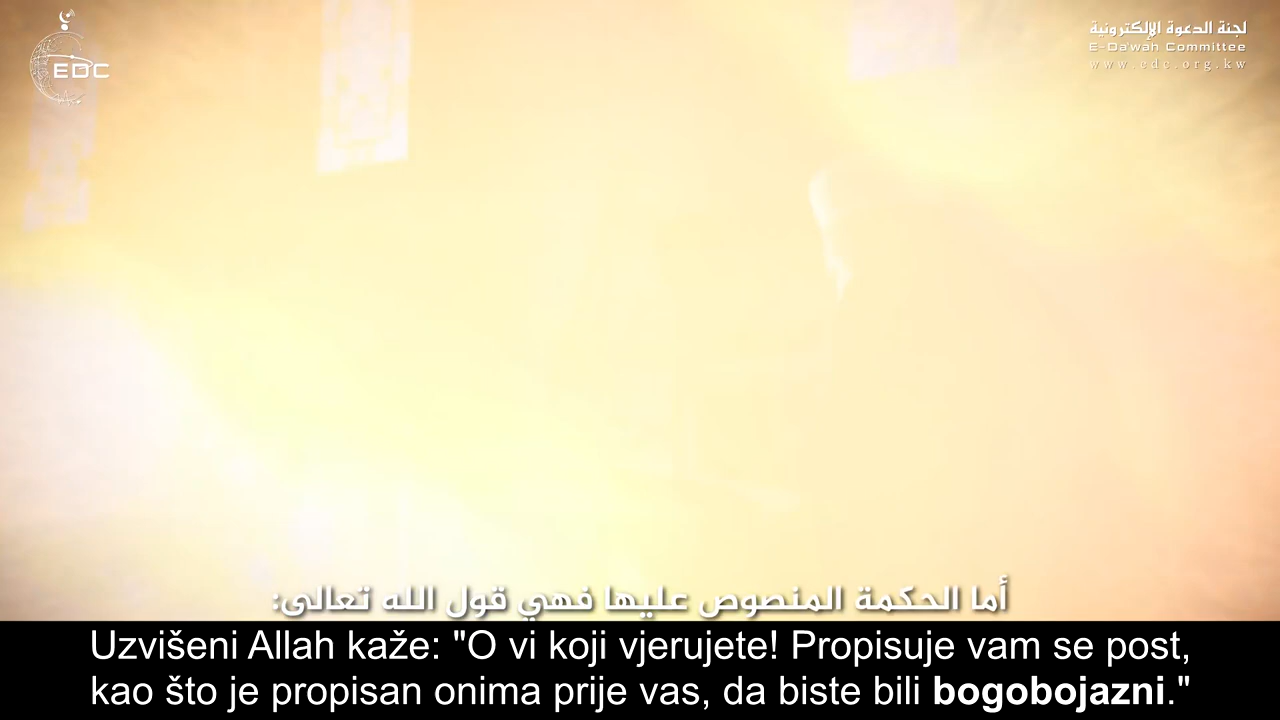 EDC
لجنة الدعوة الإلكترونية
E-Da'wah Committee
www.edc.org.kw
أما الحكمة المنصوص عليها فهي قول الله تعالى:
Uzvišeni Allah kaže: "O vi koji vjerujete! Propisuje vam se post,
kao što je propisan onima prije vas, da biste bili bogobojazni."